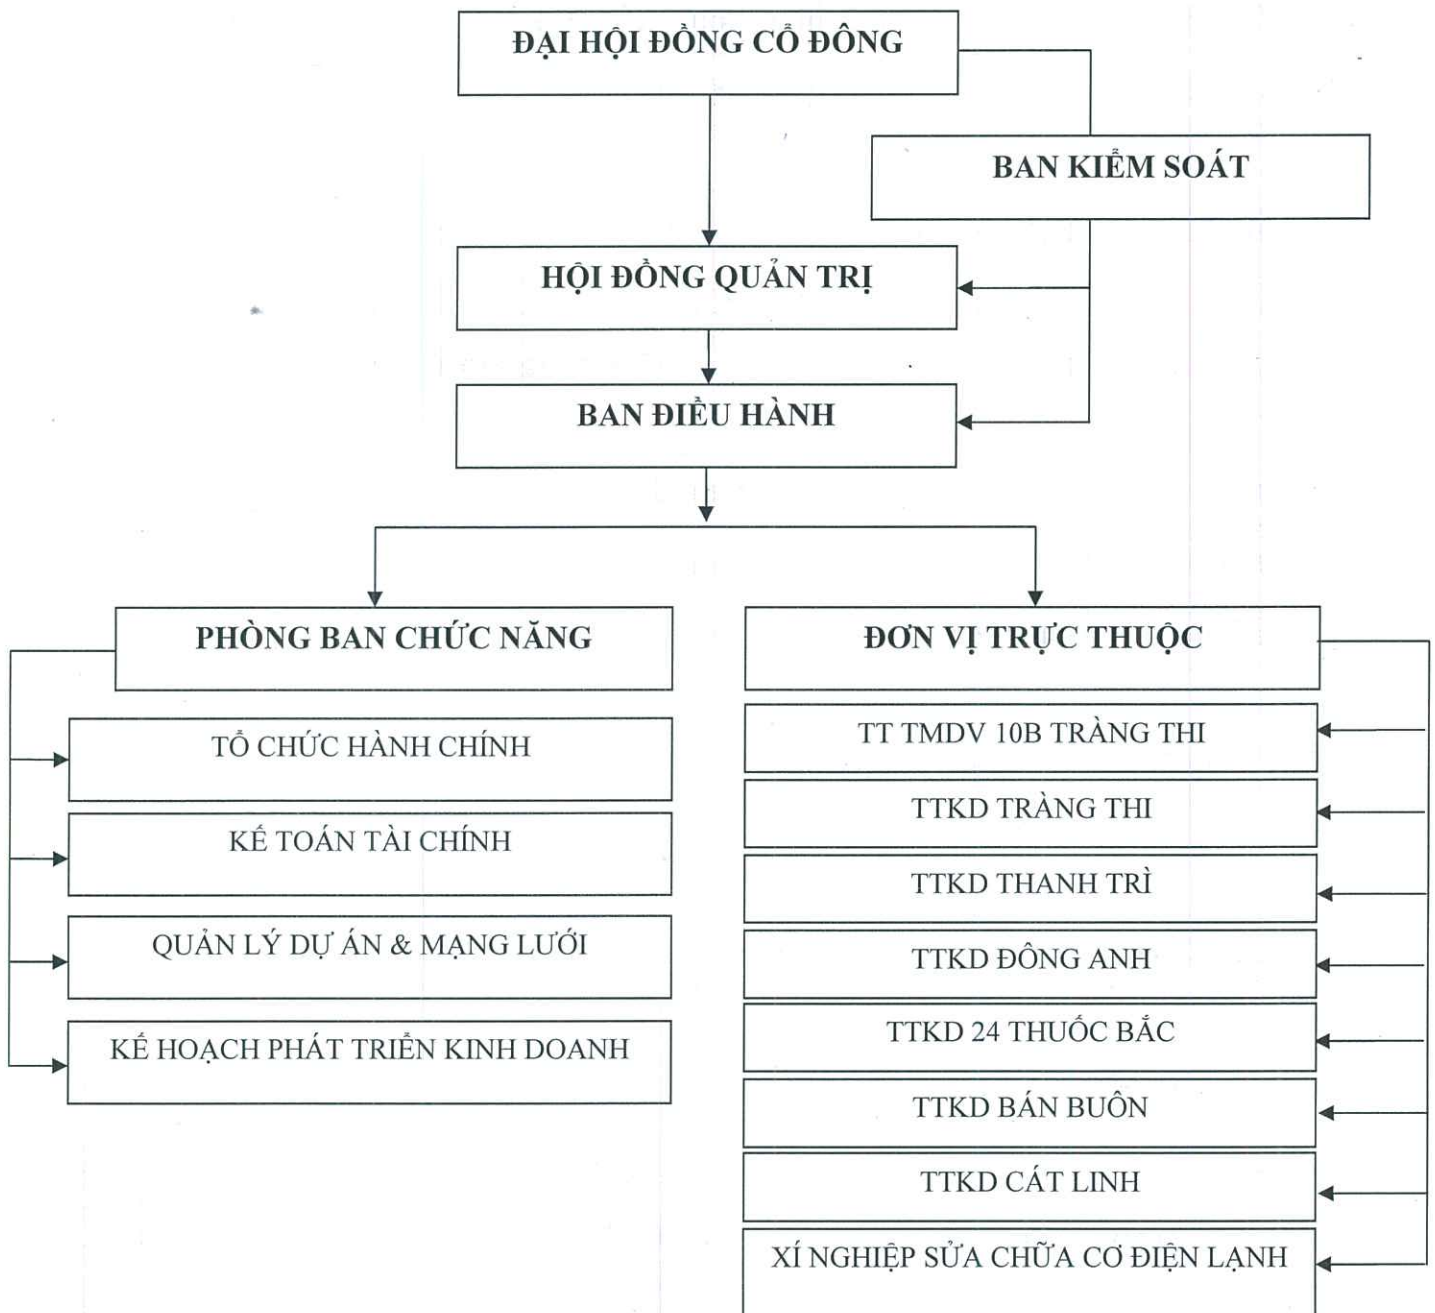 ĐẠI HỘI ĐỒNG CỔ ĐÔNG
BAN KIỂM SOÁT
HỘI ĐỒNG QUẢN TRỊ
BAN ĐIỀU HÀNH
PHÒNG BAN CHỨC NĂNG
TỔ CHỨC HÀNH CHÍNH
KẾ TOÁN TÀI CHÍNH
QUẢN LÝ DỰ ÁN & MẠNG LƯỚI
KẾ HOẠCH PHÁT TRIỂN KINH DOANH
ĐƠN VỊ TRỰC THUỘC
TT TMDV 10B TRÀNG THI
TTKD TRÀNG THI
TTKD THANH TRÌ
TTKD ĐÔNG ANH
TTKD 24 THUỐC BẮC
TTKD BÁN BUÔN
TTKD CÁT LINH
XÍ NGHIỆP SỬA CHỮA CƠ ĐIỆN LẠNH